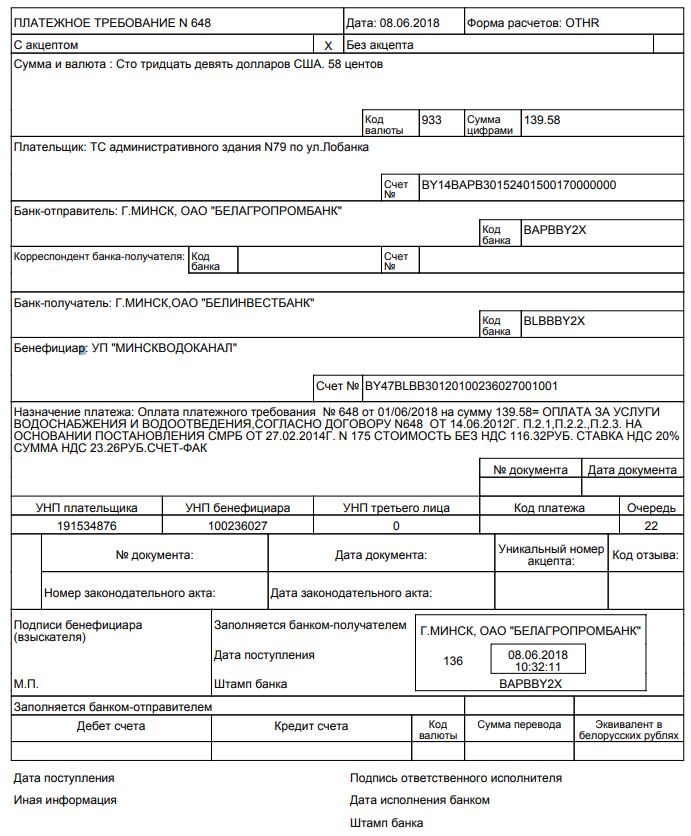 ПЛАТЕЖНОЕ ТРЕБОВАНИЕ N 648 Дата: 08.06.2018 Форма расчетов: OTHR
С акцептом X Без акцепта
Сумма и валюта : Сто тридцать девять долларов США. 58 центов
Код валюты 933 Сумма цифрами 139.58
Плательщик: ТС административного здания N79 по ул.Лобанка
Счет № BY14BAPB30152401500170000000
Банк-отправитель: Г.МИНСК, ОАО "БЕЛАГРОПРОМБАНК"
Код банка BAPBBY2X
Корреспондент банка-получателя: Код банка Счет №
Банк-получатель: Г.МИНСК,ОАО "БЕЛИНВЕСТБАНК"
Код банка BLBBBY2X
Бенефициар: УП "МИНСКВОДОКАНАЛ"
Счет № BY47BLBB30120100236027001001
Назначение платежа: Оплата платежного требования № 648 от 01/06/2018 на сумму 139.58= ОПЛАТА ЗА УСЛУГИ
ВОДОСНАБЖЕНИЯ И ВОДООТВЕДЕНИЯ,СОГЛАСНО ДОГОВОРУ N648 ОТ 14.06.2012Г. П.2.1,П.2.2.,П.2.3. НА
ОСНОВАНИИ ПОСТАНОВЛЕНИЯ СМРБ ОТ 27.02.2014Г. N 175 СТОИМОСТЬ БЕЗ НДС 116.32РУБ. СТАВКА НДС 20%
СУММА НДС 23.26РУБ.СЧЕТ-ФАК
№ документа Дата документа
УНП плательщика УНП бенефициара УНП третьего лица Код платежа Очередь
191534876 100236027 0 22
№ документа: Дата документа: Уникальный номер акцепта: Код отзыва:
Номер законодательного акта: Дата законодательного акта:
Подписи бенефициара Заполняется банком-получателем Г.МИНСК, ОАО "БЕЛАГРОПРОМБАНК"
(взыскателя)
Дата поступления 136 08.06.2018
10:32:11
М.П. Штамп банка BAPBBY2X
Заполняется банком-отправителем
Дебет счета Кредит счета Код валюты Сумма перевода Эквивалент в белорусских рублях
Дата поступления Подпись ответственного исполнителя
Иная информация Дата исполнения банком
Штамп банка